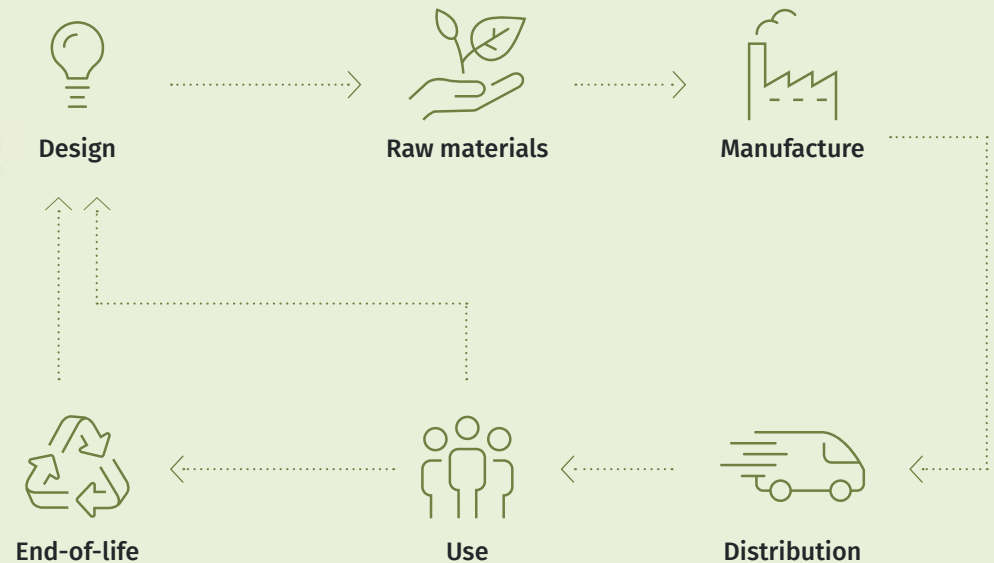 Design
Raw materials
Manufacture
End-of-life
Use
Distribution